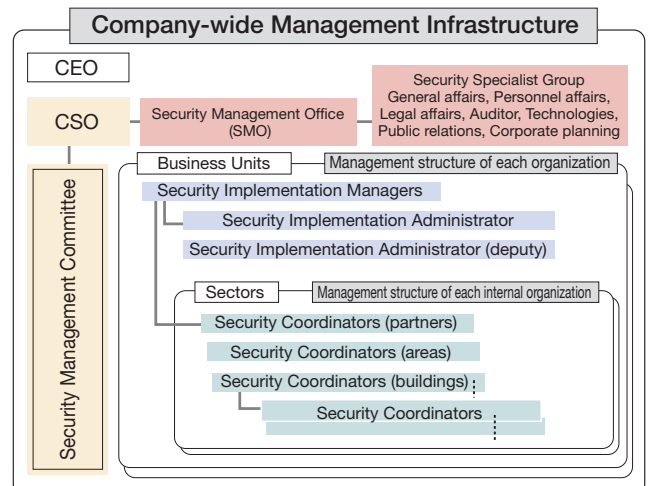 Company-wide Management Infrastructure
CEO
CSO
Security Management Office
(SMO)
Security Specialist Group
General affairs, Personnel affairs,
Legal affairs, Auditor, Technologies,
Public relations, Corporate planning
Security Management Committee
Business Units
Management structure of each organization
Security Implementation Managers
Security Implementation Administrator
Security Implementation Administrator (deputy)
Sectors
Management structure of each internal organization
Security Coordinators (partners)
Security Coordinators (areas)
Security Coordinators (buildings)
Security Coordinators